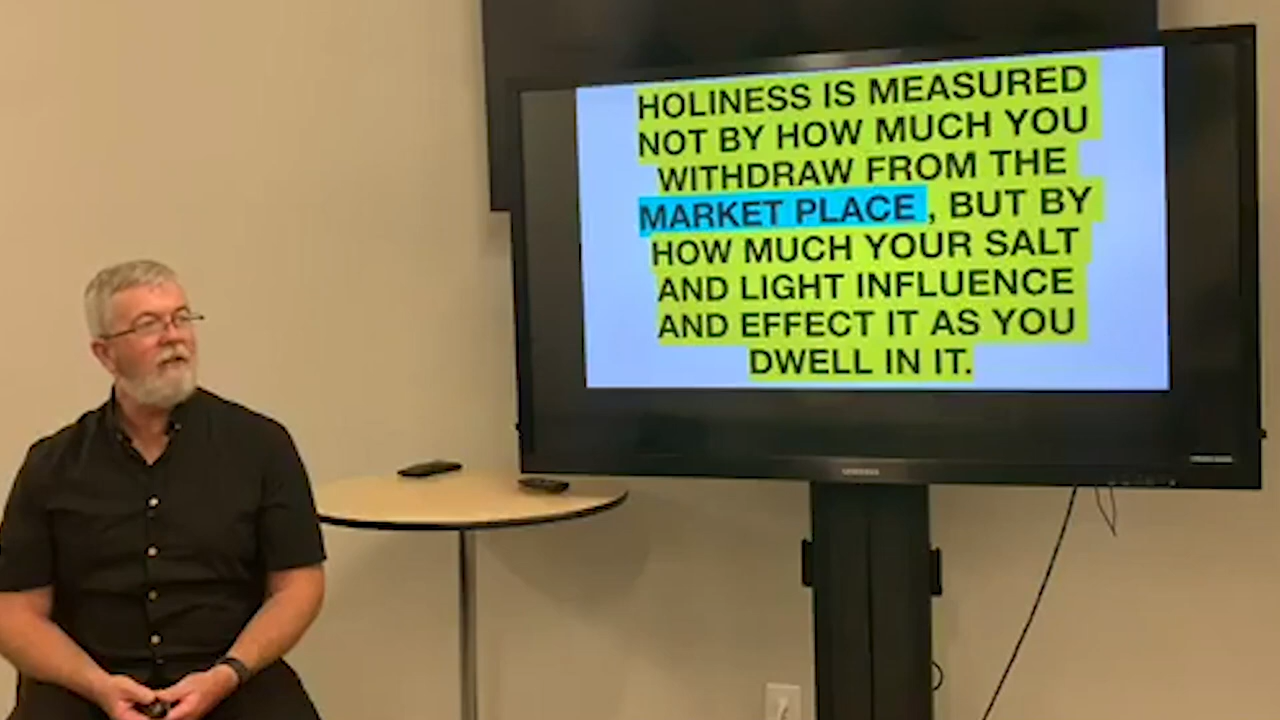 HOLINESS IS MEASURED
NOT BY HOW MUCH YOU
WITHDRAW FROM THE
MARKET PLACE , BUT BY
HOW MUCH YOUR SALT
AND LIGHT INFLUENCE
AND EFFECT IT AS YOU
DWELL IN IT.
SAMSUNG